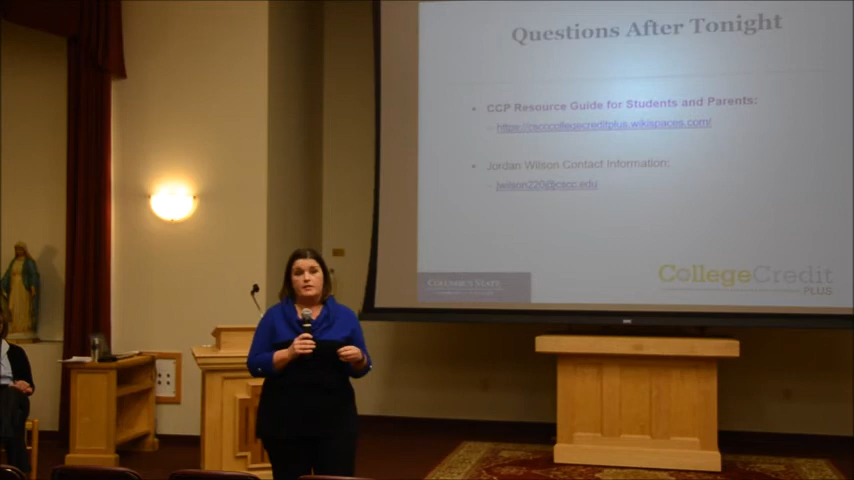 Questions After Tonight
• CCP Resource Guide for Students and Parents:
– https://cscccollegecreditplus.wikispaces.com/
• Jordan Wilson Contact Information:
– jwilson220@cscc.edu
COLUMBUS STATE
CollegeCredit
PLUS